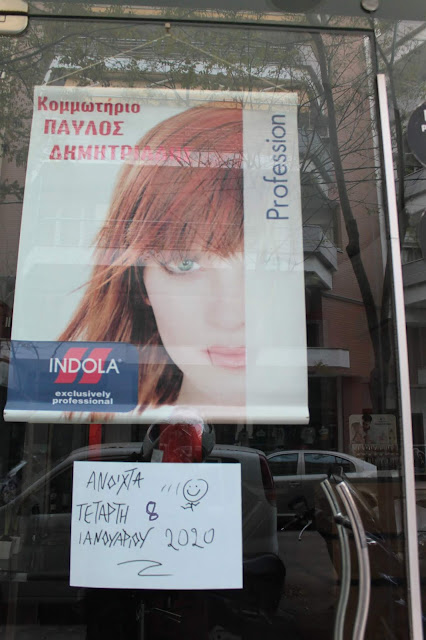 Κομμωτήριο
ΠΑΥΛΟΣ
Profession
INDOLA®
exclusively
professional
ΑΝΟΙΧΤΑ
ΤΕΤΑΡΤΗ 8
ΙΑΝΟΥΑΡΙΟΥ 2020